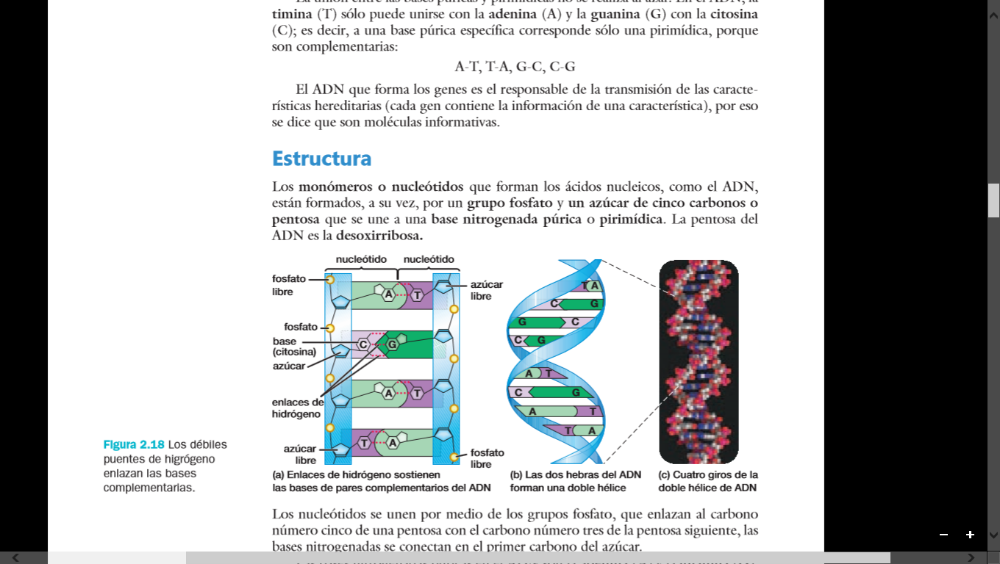 La unión entre las bases púricas y pirimídicas no se realiza al azar. En el ADN, la
timina (T) sólo puede unirse con la adenina (A) y la guanina (G) con la citosina
(C); es decir, a una base púrica específica corresponde sólo una pirimídica, porque
son complementarias:
A-T, T-A, G-C, C-G
El ADN que forma los genes es el responsable de la transmisión de las caracte-
rísticas hereditarias (cada gen contiene la información de una característica), por eso
se dice que son moléculas informativas.
Estructura
Los monómeros o nucleótidos que forman los ácidos nucleicos, como el ADN,
están formados, a su vez, por un grupo fosfato y un azúcar de cinco carbonos o
pentosa que se une a una base nitrogenada púrica o pirimídica. La pentosa del
ADN es la desoxirribosa.
nucleótido nucleótido
fosfato
libre
A T
azúcar
libre
fosfato
base
(citosina)
C G
azúcar
A T
enlaces de
hidrógeno
T A
azúcar
libre
fosfato
libre
(a) Enlaces de hidrógeno sostienen
las bases de pares complementarios del ADN
T A
C G
G C
C G
A T
C G
A T
T A
(b) Las dos hebras del ADN
forman una doble hélice
(c) Cuatro giros de la
doble hélice de ADN
Figura 2.18 Los débiles
puentes de higrógeno
enlazan las bases
complementarias.
Los nucleótidos se unen por medio de los grupos fosfato, que enlazan al carbono
número cinco de una pentosa con el carbono número tres de la pentosa siguiente, las
bases nitrogenadas se conectan en el primer carbono del azúcar.